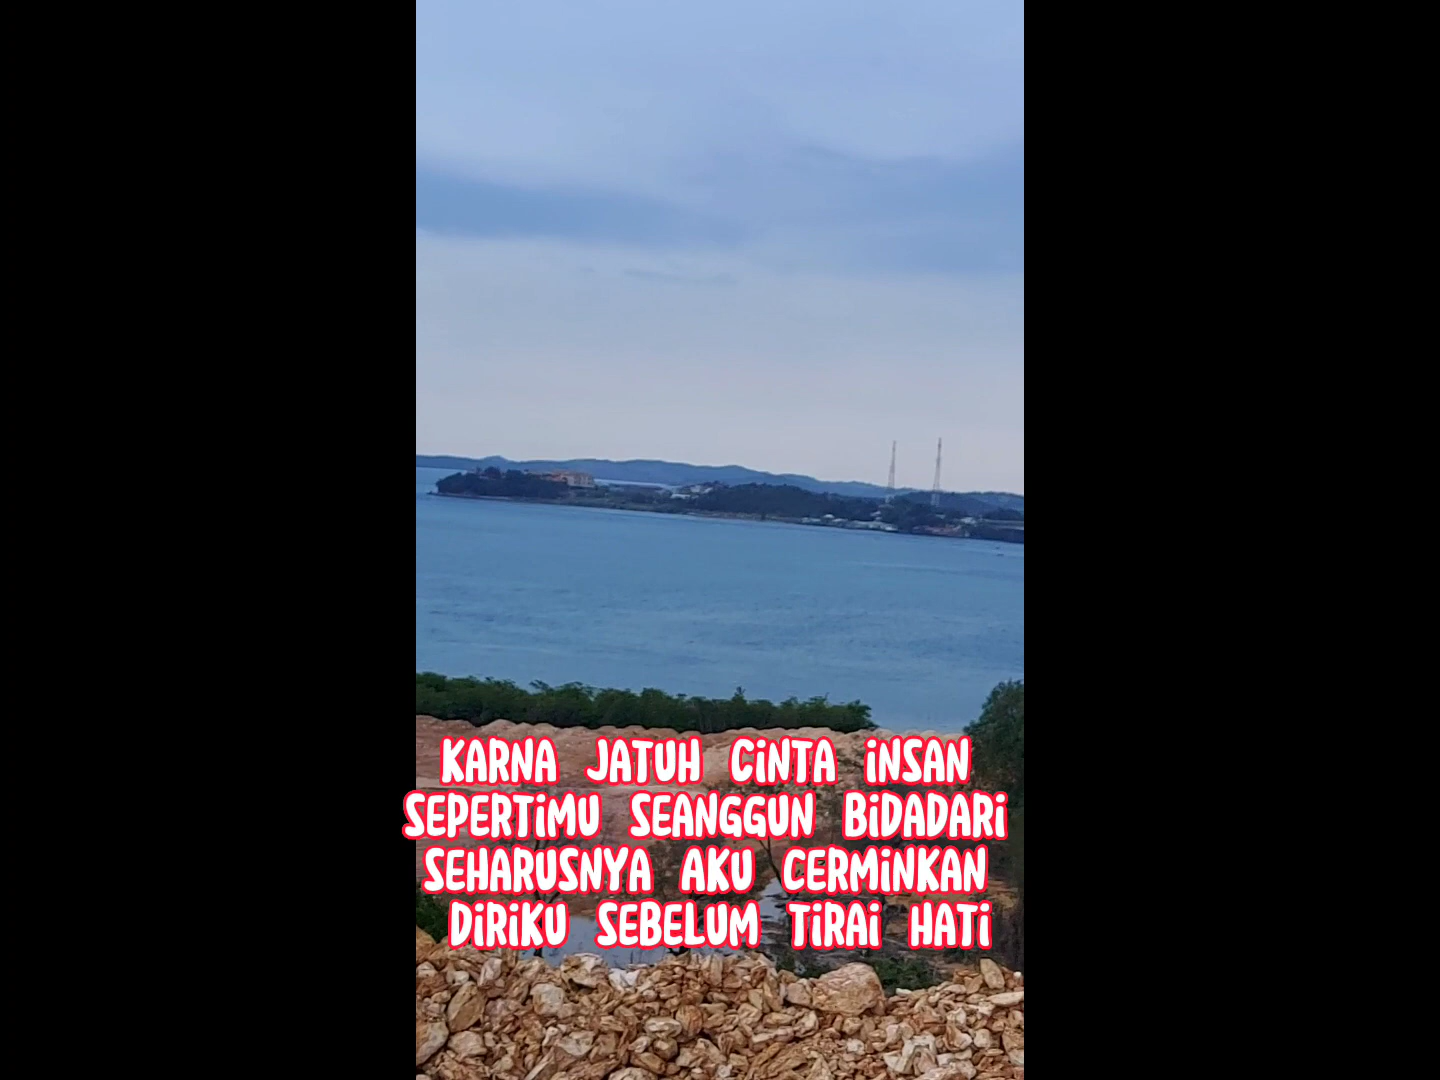 KARNA JATUH CiNTA iNSAN
SEPERTiMU SEANGGUN BiDADARi
SEHARUSNYA AKU CERMiNKAN
DiRiKU SEBELUM TiRAi HATi